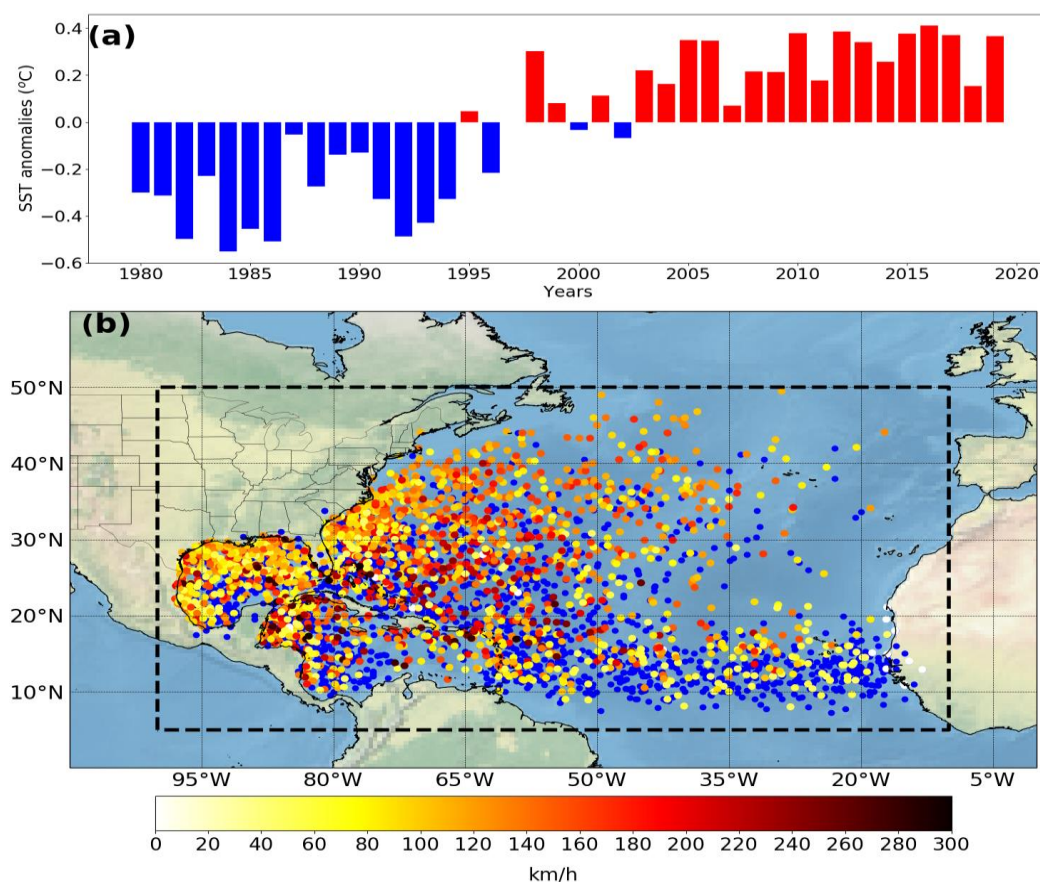 (a)
SST anomalies (°C)
0.4
0.2
0.0
−0.2
−0.4
−0.6
1980 1985 1990 1995 2000 2005 2010 2015 2020
Years
(b)
50°N
40°N
30°N
20°N
10°N
95°W 80°W 65°W 50°W 35°W 20°W 5°W
0 20 40 60 80 100 120 140 160 180 200 220 240 260 280 300
km/h